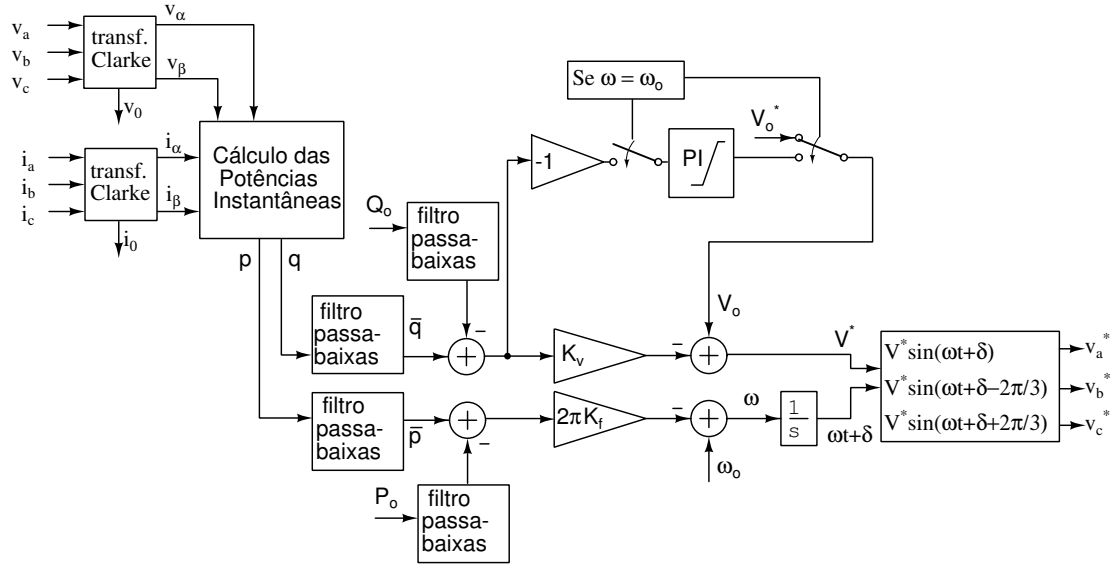 v_a
v_b
v_c
transf.
Clarke
v_α
v_β
v_0
i_a
i_b
i_c
transf.
Clarke
i_α
i_β
i_0
Cálculo das
Potências
Instantâneas
p
q
Q_o
filtro
passa-
baixas
filtro
passa-
baixas
q̅
−
+
-1
Se ω = ω_o
PI
V_o^*
V_o
K_v
−
+
V^*
filtro
passa-
baixas
p̅
+
−
P_o
filtro
passa-
baixas
2πK_f
−
+
ω_o
ω
1
s
ωt+δ
V^*sin(ωt+δ)
V^*sin(ωt+δ−2π/3)
V^*sin(ωt+δ+2π/3)
v_a^*
v_b^*
v_c^*